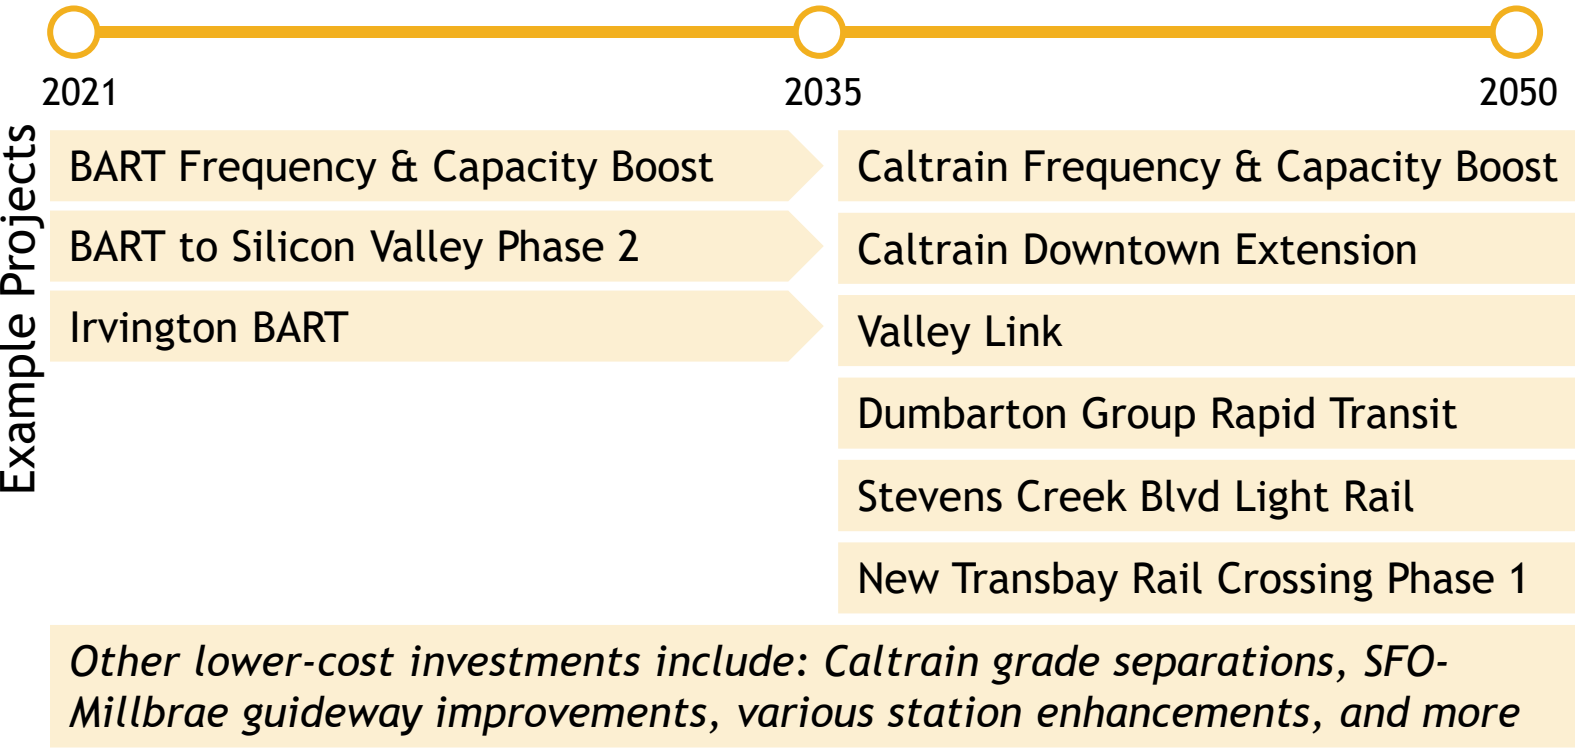 2021
2035
2050
Example Projects
BART Frequency & Capacity Boost
BART to Silicon Valley Phase 2
Irvington BART
Caltrain Frequency & Capacity Boost
Caltrain Downtown Extension
Valley Link
Dumbarton Group Rapid Transit
Stevens Creek Blvd Light Rail
New Transbay Rail Crossing Phase 1
Other lower-cost investments include: Caltrain grade separations, SFO-
Millbrae guideway improvements, various station enhancements, and more